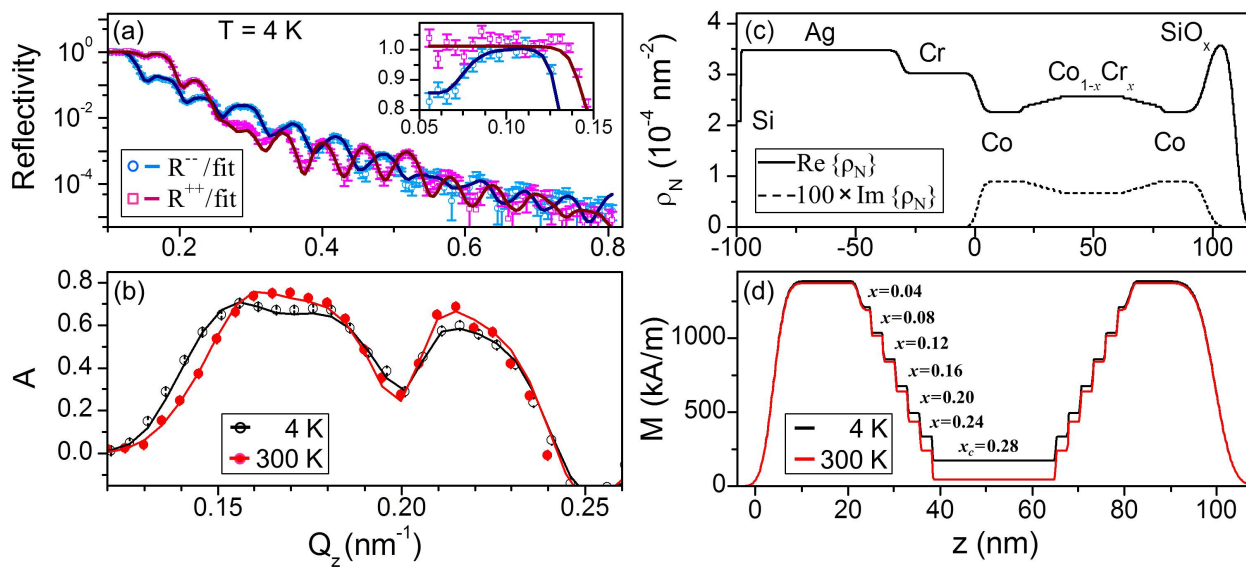 (a)
T = 4 K
Reflectivity
10⁰
10⁻²
10⁻⁴
R⁻⁻/fit
R⁺⁺/fit
0.2
0.4
0.6
0.8
1.0
0.9
0.8
0.05
0.10
0.15
(b)
A
0.8
0.6
0.4
0.2
0.0
4 K
300 K
0.15
0.20
0.25
Q_z (nm⁻¹)
(c)
Ag
Cr
Co₁₋ₓCrₓ
SiOₓ
Si
Co
Co
ρ_N (10⁻⁴ nm⁻²)
4
3
2
1
0
Re {ρ_N}
100 × Im {ρ_N}
-100
-50
0
50
100
(d)
M (kA/m)
1000
500
0
x=0.04
x=0.08
x=0.12
x=0.16
x=0.20
x=0.24
x_c=0.28
4 K
300 K
0
20
40
60
80
100
z (nm)